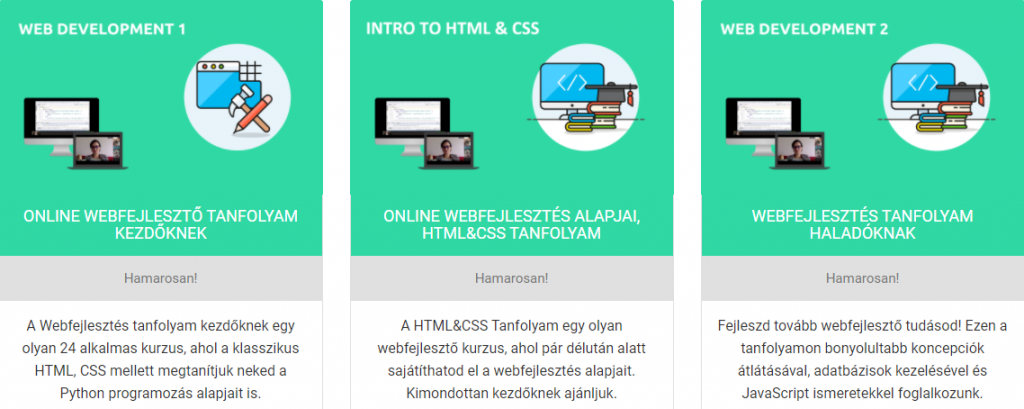 WEB DEVELOPMENT 1
ONLINE WEBFEJLESZTŐ TANFOLYAM
KEZDŐKNEK
Hamarosan!
A Webfejlesztés tanfolyam kezdőknek egy
olyan 24 alkalmas kurzus, ahol a klasszikus
HTML, CSS mellett megtanítjuk neked a
Python programozás alapjait is.
INTRO TO HTML & CSS
ONLINE WEBFEJLESZTÉS ALAPJAI,
HTML&CSS TANFOLYAM
Hamarosan!
A HTML&CSS Tanfolyam egy olyan
webfejlesztő kurzus, ahol pár délután alatt
sajátíthatod el a webfejlesztés alapjait.
Kimondottan kezdőknek ajánljuk.
WEB DEVELOPMENT 2
WEBFEJLESZTÉS TANFOLYAM
HALADÓKNAK
Hamarosan!
Fejleszd tovább webfejlesztő tudásod! Ezen a
tanfolyamon bonyolultabb koncepciók
átlátásával, adatbázisok kezelésével és
JavaScript ismeretekkel foglalkozunk.